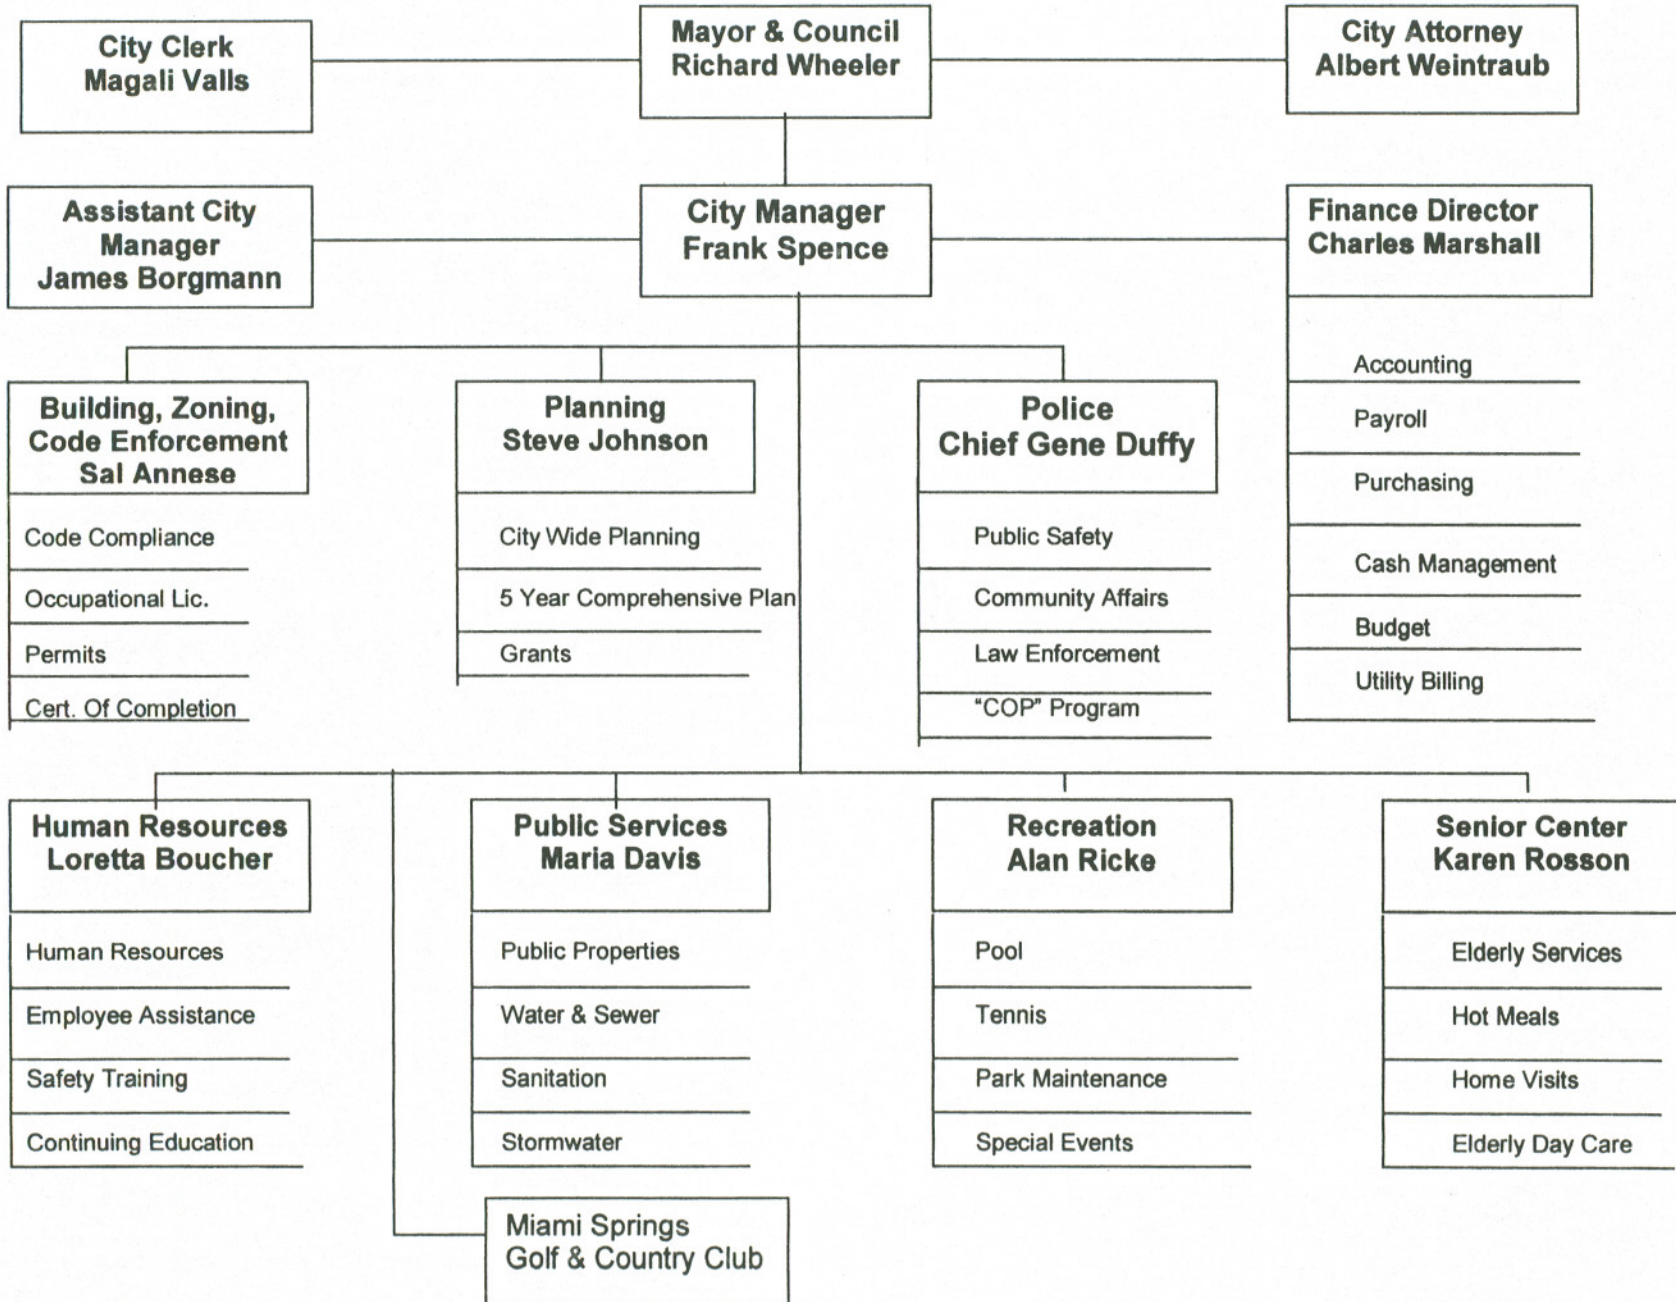 City Clerk
Magali Valls
Mayor & Council
Richard Wheeler
City Attorney
Albert Weintraub
Assistant City
Manager
James Borgmann
City Manager
Frank Spence
Finance Director
Charles Marshall
Accounting
Payroll
Purchasing
Cash Management
Budget
Utility Billing
Building, Zoning,
Code Enforcement
Sal Annese
Code Compliance
Occupational Lic.
Permits
Cert. Of Completion
Planning
Steve Johnson
City Wide Planning
5 Year Comprehensive Plan
Grants
Police
Chief Gene Duffy
Public Safety
Community Affairs
Law Enforcement
“COP” Program
Human Resources
Loretta Boucher
Human Resources
Employee Assistance
Safety Training
Continuing Education
Public Services
Maria Davis
Public Properties
Water & Sewer
Sanitation
Stormwater
Recreation
Alan Ricke
Pool
Tennis
Park Maintenance
Special Events
Senior Center
Karen Rosson
Elderly Services
Hot Meals
Home Visits
Elderly Day Care
Miami Springs
Golf & Country Club